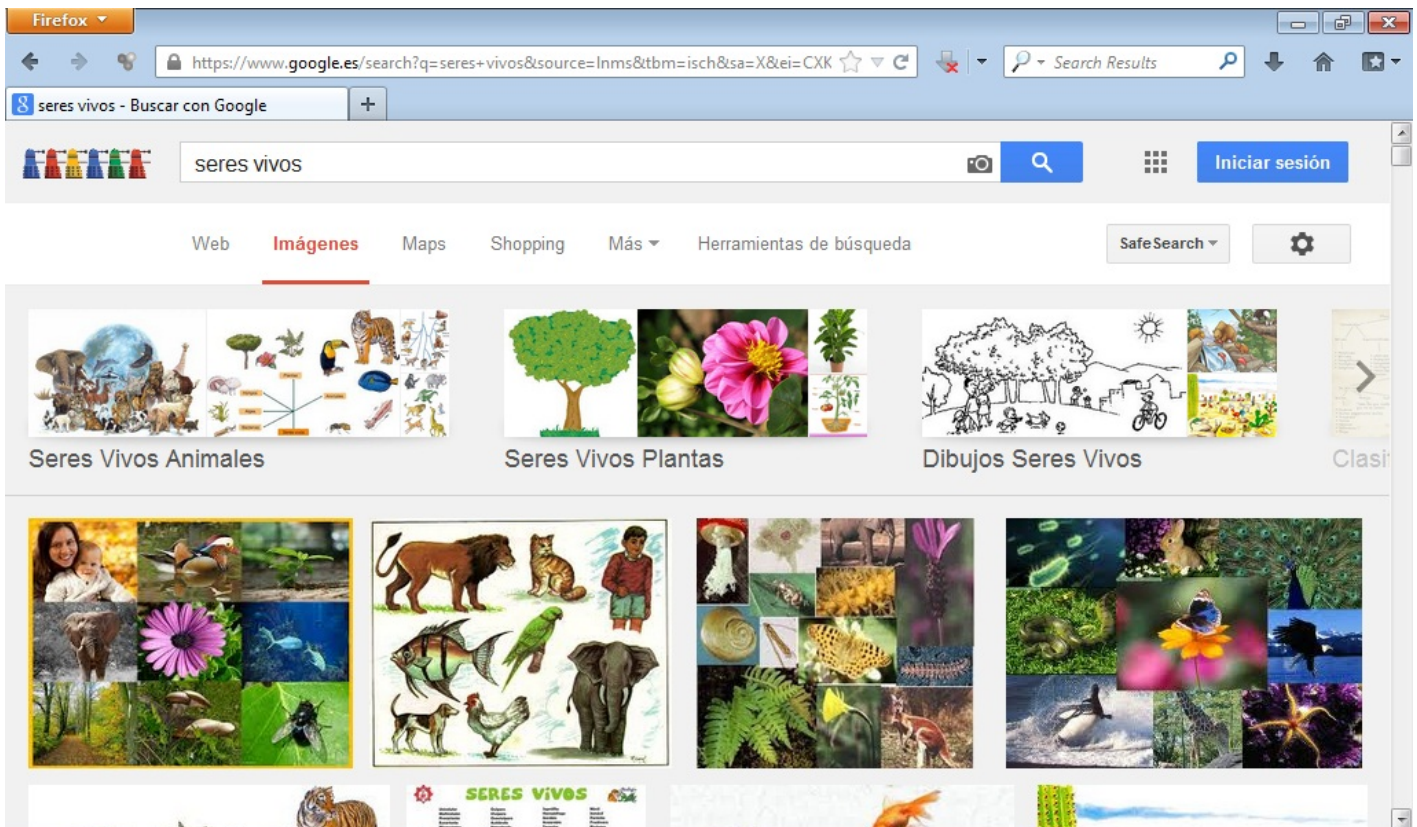 Firefox
https://www.google.es/search?q=seres+vivos&source=lnms&tbm=isch&sa=X&ei=CXK
Search Results
seres vivos - Buscar con Google
seres vivos
Iniciar sesión
Web Imágenes Maps Shopping Más Herramientas de búsqueda SafeSearch
Seres Vivos Animales Seres Vivos Plantas Dibujos Seres Vivos Clasi
SERES VIVOS